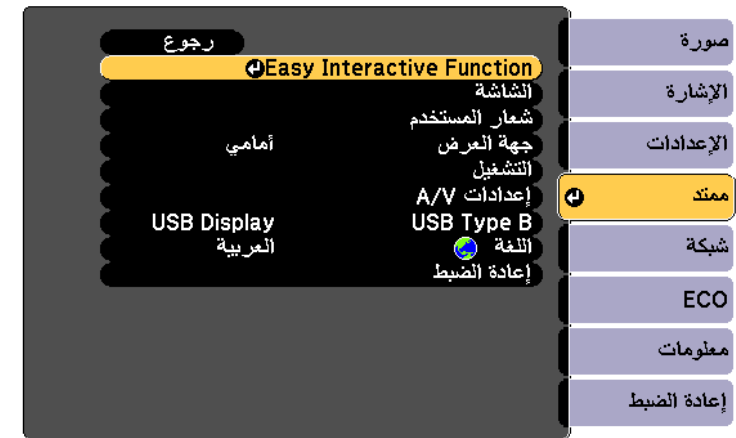 صورة
الإشارة
الإعدادات
ممتد
شبكة
ECO
معلومات
إعادة الضبط
رجوع
Easy Interactive Function
الشاشة
شعار المستخدم
جهة العرض أمامي
التشغيل
إعدادات A/V
USB Type B USB Display
اللغة العربية
إعادة الضبط